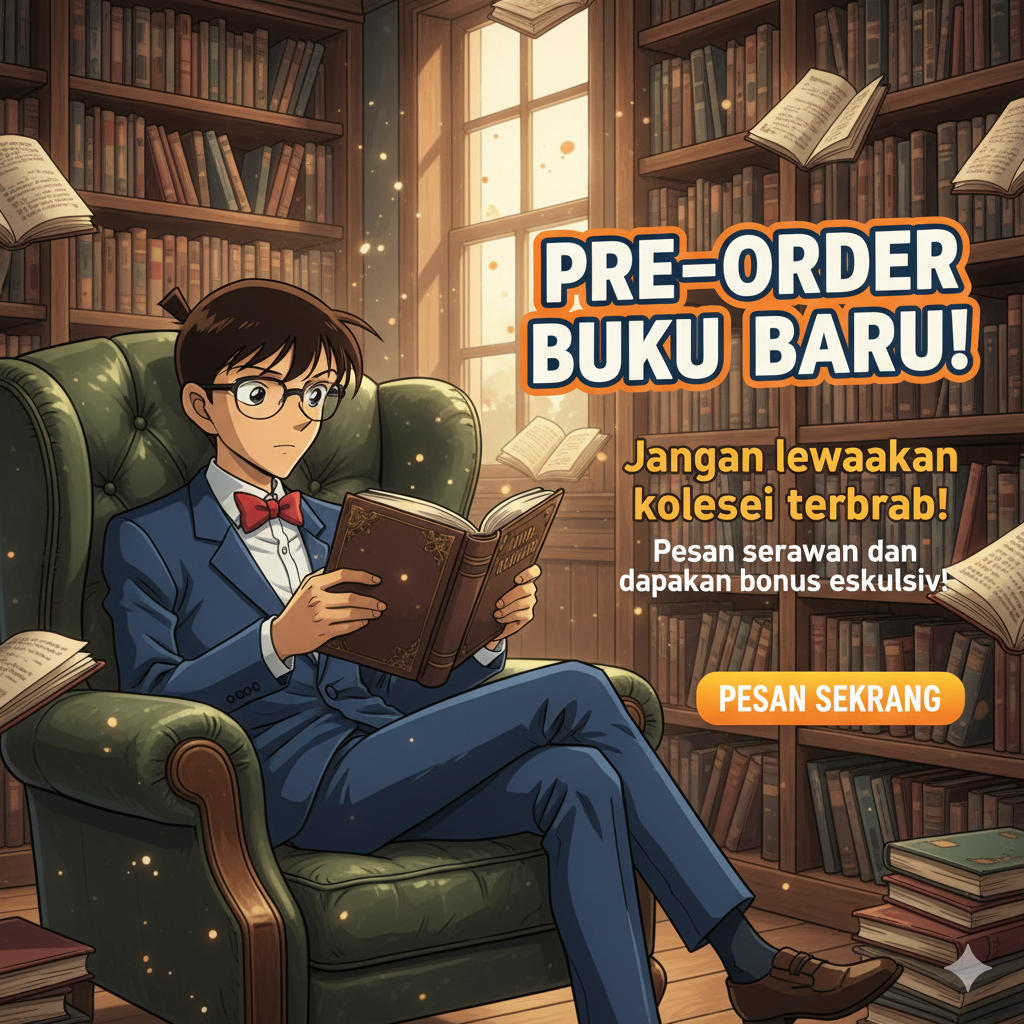 PRE-ORDER
BUKU BARU!
Jangan lewaakan
kolesei terbrab!
Pesan serawan dan
dapakan bonus eskulsiv!
PESAN SEKRANG